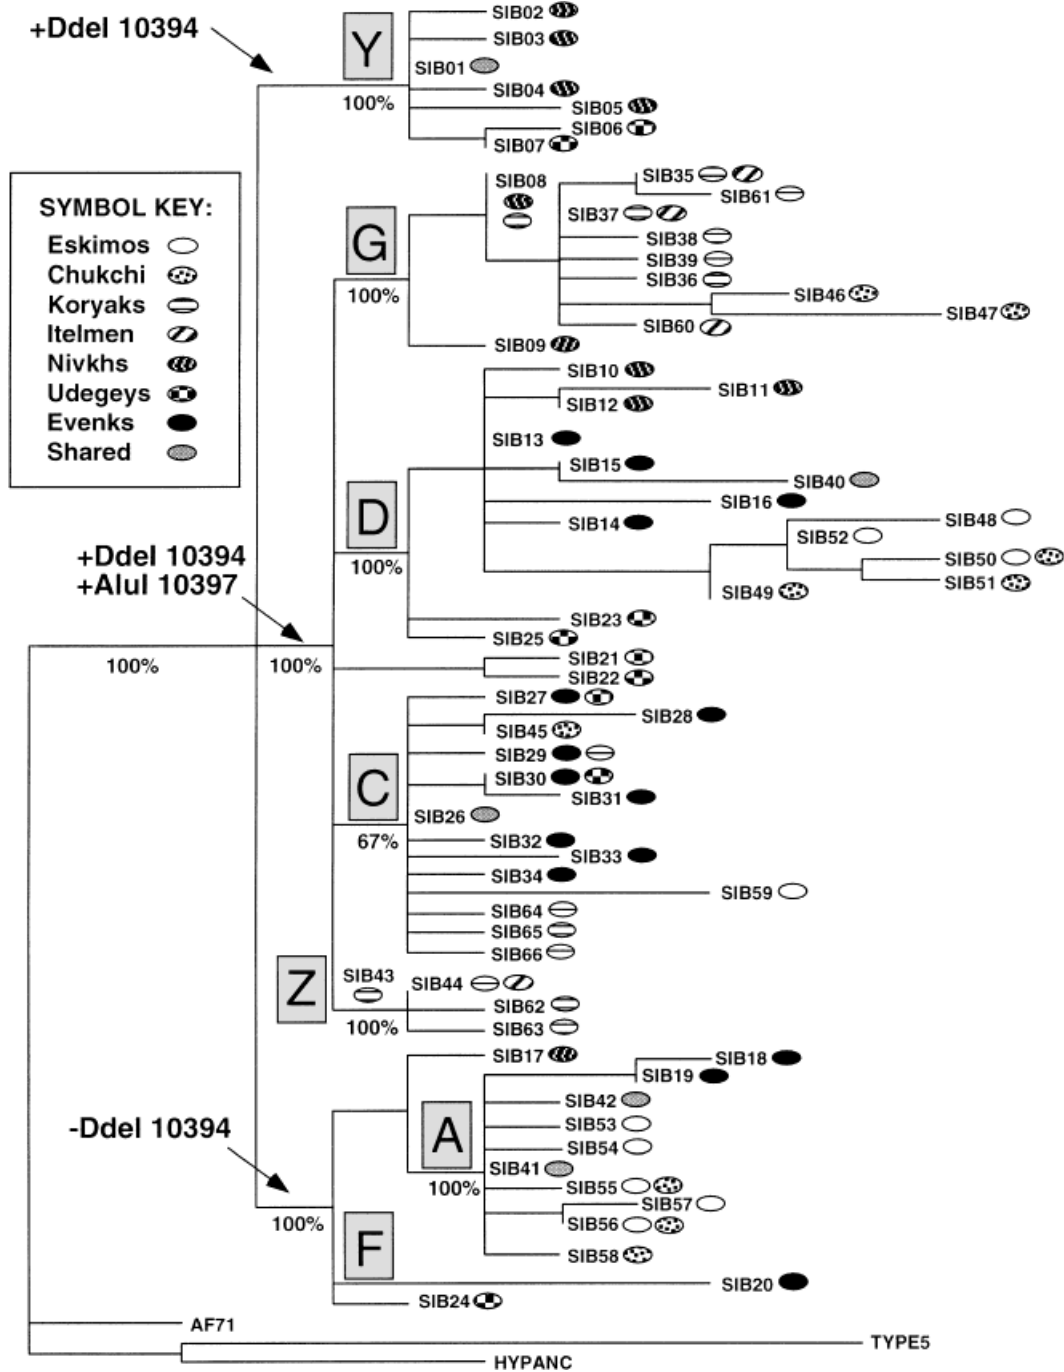 +DdeI 10394
Y
100%
SIB02
SIB03
SIB01
SIB04
SIB05
SIB06
SIB07
SYMBOL KEY:
Eskimos
Chukchi
Koryaks
Itelmen
Nivkhs
Udegeys
Evenks
Shared
G
100%
SIB08
SIB35
SIB61
SIB37
SIB38
SIB39
SIB36
SIB46
SIB47
SIB60
SIB09
D
100%
SIB10
SIB11
SIB12
SIB13
SIB15
SIB40
SIB16
SIB14
SIB48
SIB52
SIB50
SIB51
SIB49
SIB23
SIB25
+DdeI 10394
+AluI 10397
100%
100%
SIB21
SIB22
C
67%
SIB27
SIB28
SIB45
SIB29
SIB30
SIB31
SIB26
SIB32
SIB33
SIB34
SIB59
SIB64
SIB65
SIB66
Z
SIB43
100%
SIB44
SIB62
SIB63
-DdeI 10394
100%
SIB17
A
100%
SIB18
SIB19
SIB42
SIB53
SIB54
SIB41
SIB55
SIB57
SIB56
SIB58
F
SIB20
SIB24
AF71
TYPE5
HYPANC